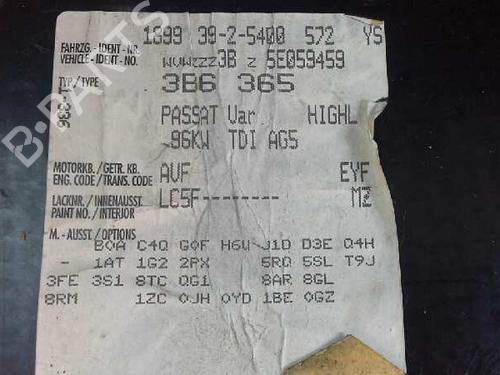 1899 39-2-5400 572 YS
FAHRZG. - IDENT - NR. VEHICLE - IDENT - NO. WVWZZZ3B Z 5E059459
TYP / TYPE 3B6 365
PASSAT Var. HIGHL
96KW TDI AG5
MOTORKB. / GETR. KB. ENG. CODE / TRANS. CODE AVF EYF
LACKNR. / INNENAUSST. PAINT NO. / INTERIOR LC5F-------- MZ
M. - AUSST. / OPTIONS
B0A C4Q G0F H6W J1D D3E Q4H
- 1AT 1G2 2PX 5RQ 5SL T9J
3FE 3S1 8TC QG1 8AR 8GL
8RM 1ZC 0JH 0YD 1BE 0GZ
B-PARTS